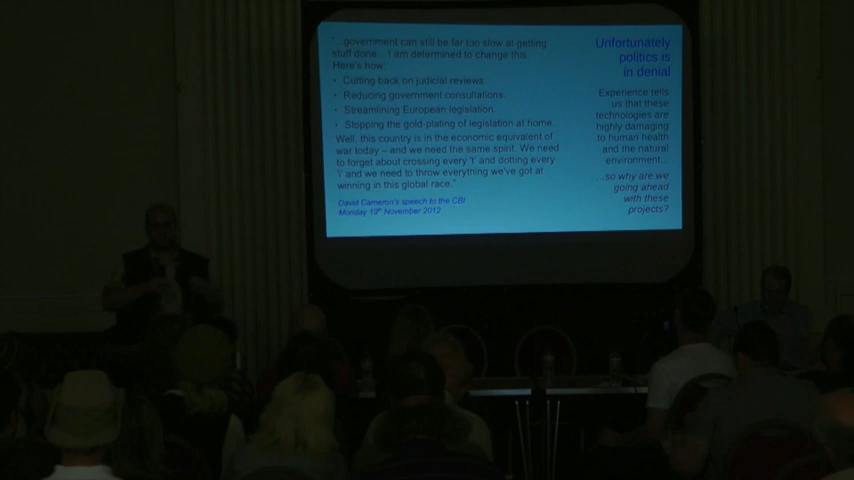 "...government can still be far too slow at getting
stuff done... I am determined to change this.
Here's how:
• Cutting back on judicial reviews.
• Reducing government consultations.
• Streamlining European legislation.
• Stopping the gold-plating of legislation at home.
Well, this country is in the economic equivalent of
war today – and we need the same spirit. We need
to forget about crossing every 't' and dotting every
'i' and we need to throw everything we've got at
winning in this global race."
David Cameron's speech to the CBI
Monday 19th November 2012
Unfortunately
politics is
in denial
Experience tells
us that these
technologies are
highly damaging
to human health
and the natural
environment...
...so why are we
going ahead
with these
projects?